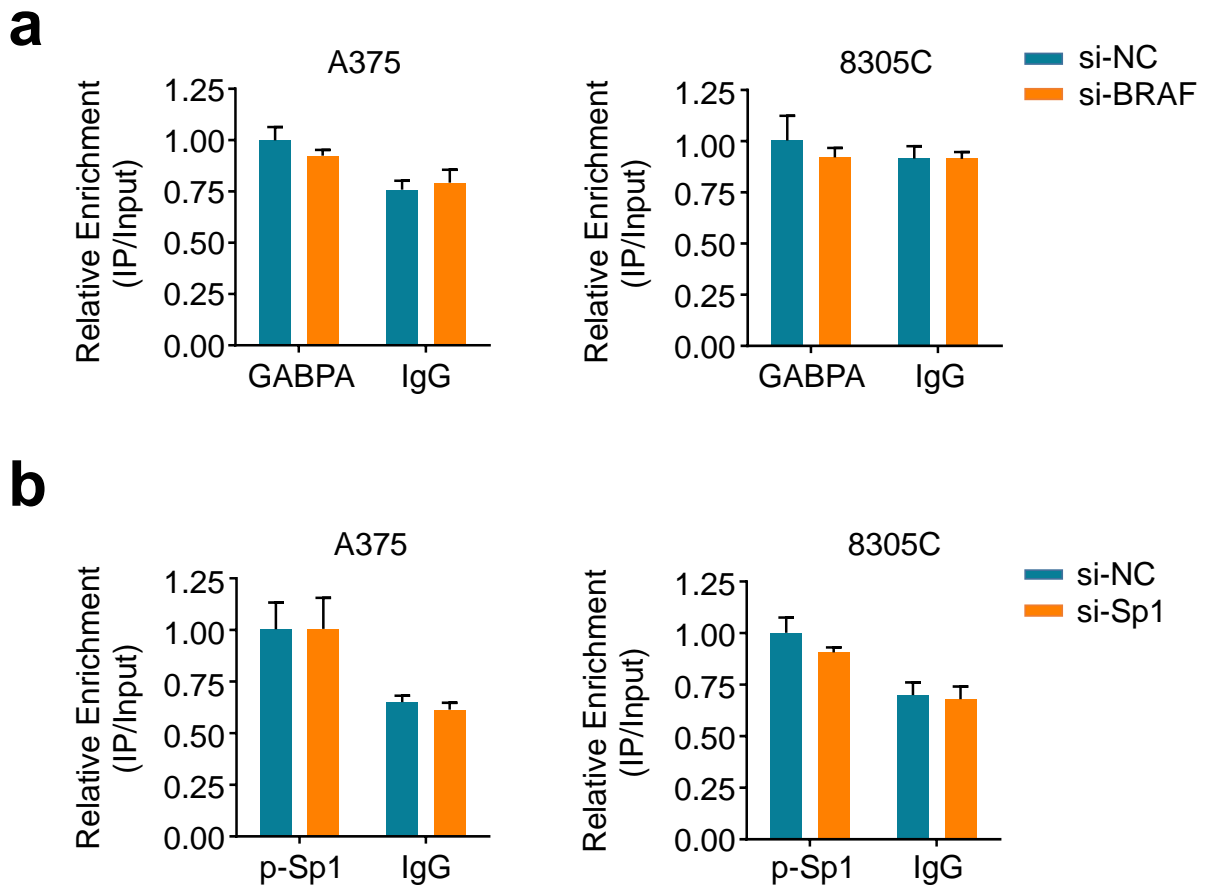 a
A375
Relative Enrichment
(IP/Input)
1.25
1.00
0.75
0.50
0.25
0.00
GABPA IgG
8305C
Relative Enrichment
(IP/Input)
1.25
1.00
0.75
0.50
0.25
0.00
GABPA IgG
si-NC
si-BRAF
b
A375
Relative Enrichment
(IP/Input)
1.25
1.00
0.75
0.50
0.25
0.00
p-Sp1 IgG
8305C
Relative Enrichment
(IP/Input)
1.25
1.00
0.75
0.50
0.25
0.00
p-Sp1 IgG
si-NC
si-Sp1